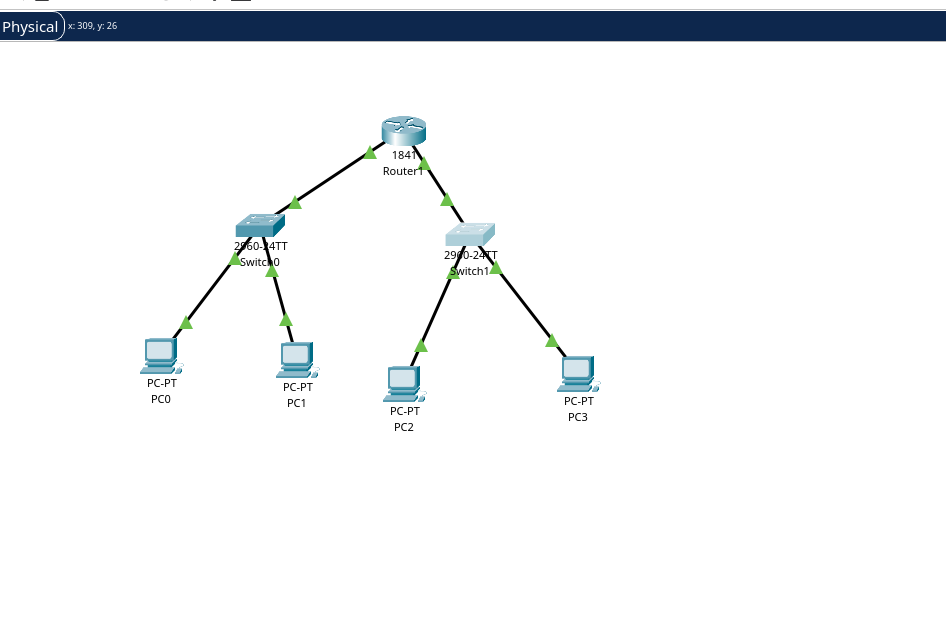 Physical x: 309, y: 26
1841
Router1
2960-24TT
Switch0
2960-24TT
Switch1
PC-PT
PC0
PC-PT
PC1
PC-PT
PC2
PC-PT
PC3